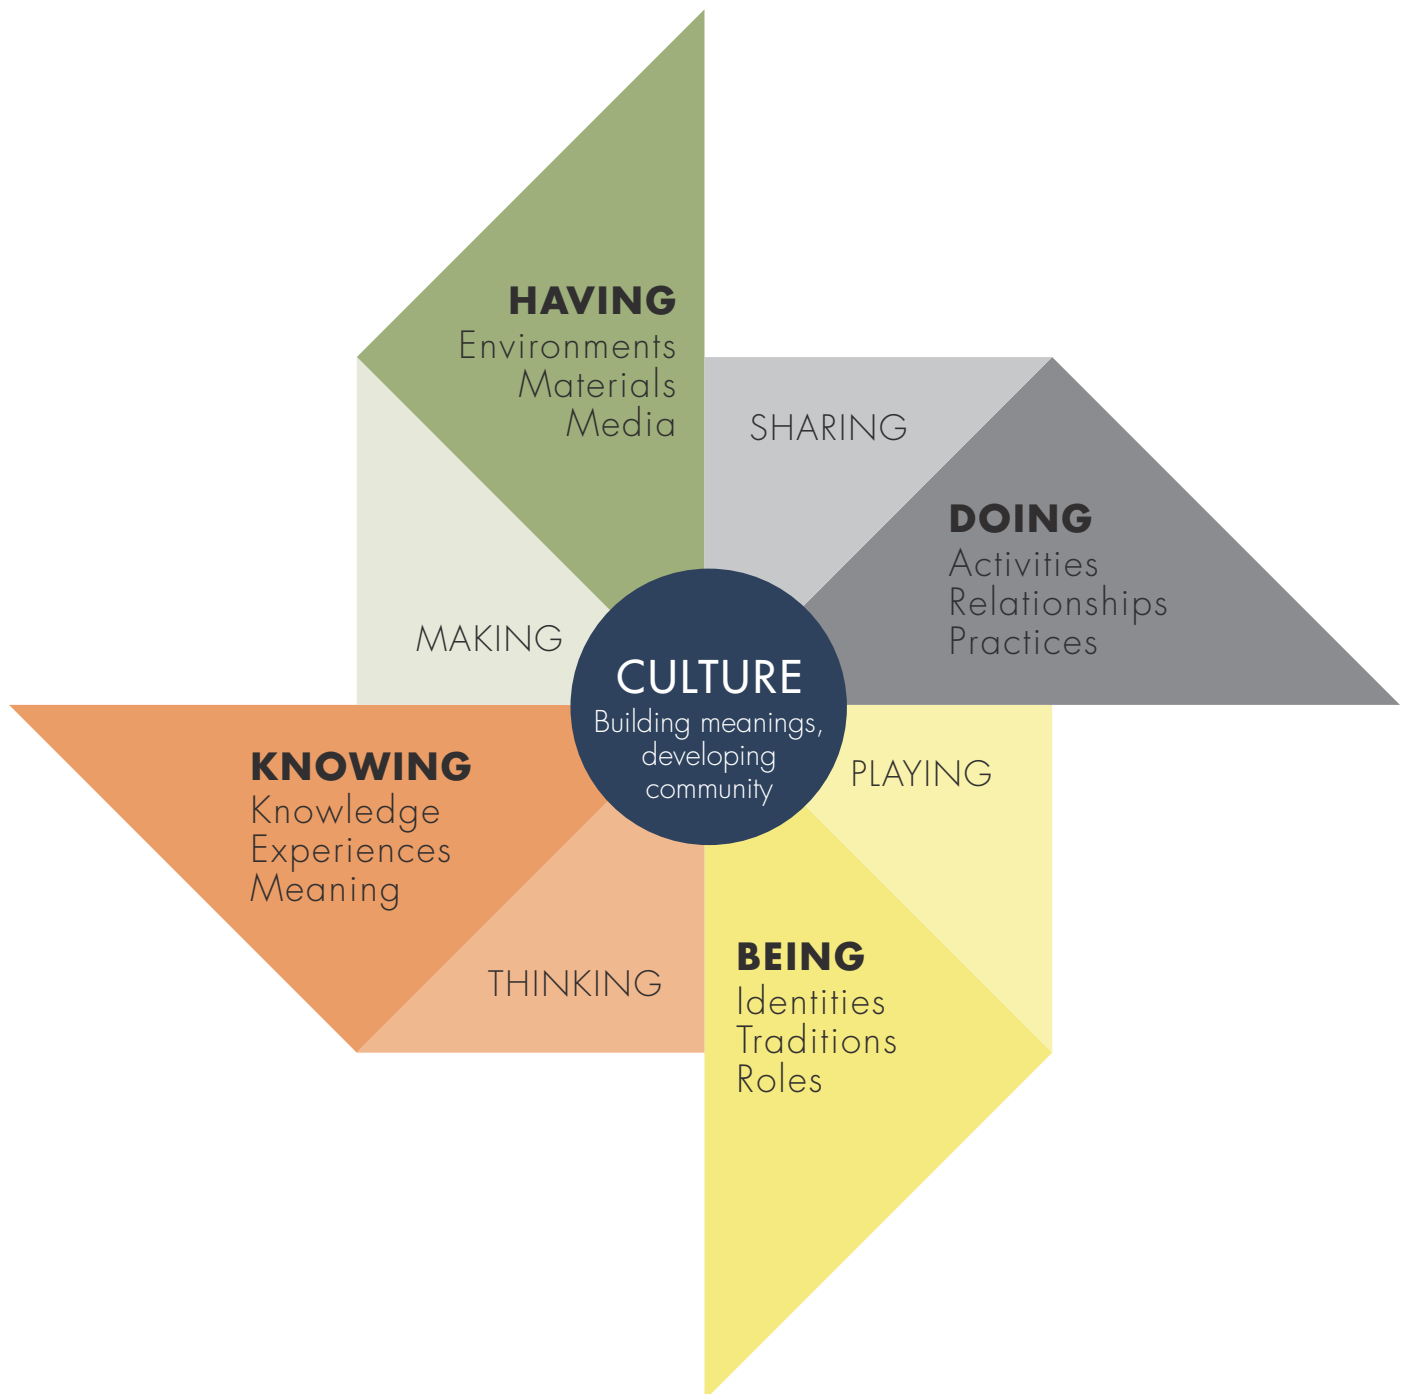 HAVING
Environments
Materials
Media
SHARING
DOING
Activities
Relationships
Practices
MAKING
CULTURE
Building meanings,
developing
community
KNOWING
Knowledge
Experiences
Meaning
PLAYING
THINKING
BEING
Identities
Traditions
Roles